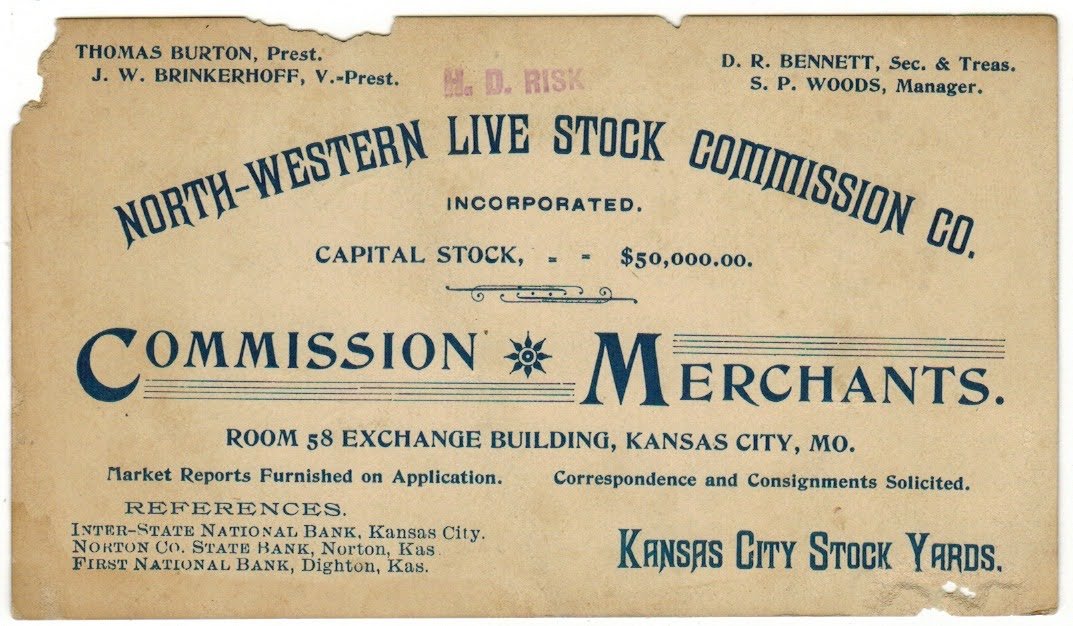 THOMAS BURTON, Prest.
J. W. BRINKERHOFF, V.-Prest.
H. D. RISK
D. R. BENNETT, Sec. & Treas.
S. P. WOODS, Manager.
NORTH-WESTERN LIVE STOCK COMMISSION CO.
INCORPORATED.
CAPITAL STOCK, - - $50,000.00.
COMMISSION MERCHANTS.
ROOM 58 EXCHANGE BUILDING, KANSAS CITY, MO.
Market Reports Furnished on Application. Correspondence and Consignments Solicited.
REFERENCES.
INTER-STATE NATIONAL BANK, Kansas City.
NORTON CO. STATE BANK, Norton, Kas
FIRST NATIONAL BANK, Dighton, Kas.
KANSAS CITY STOCK YARDS.